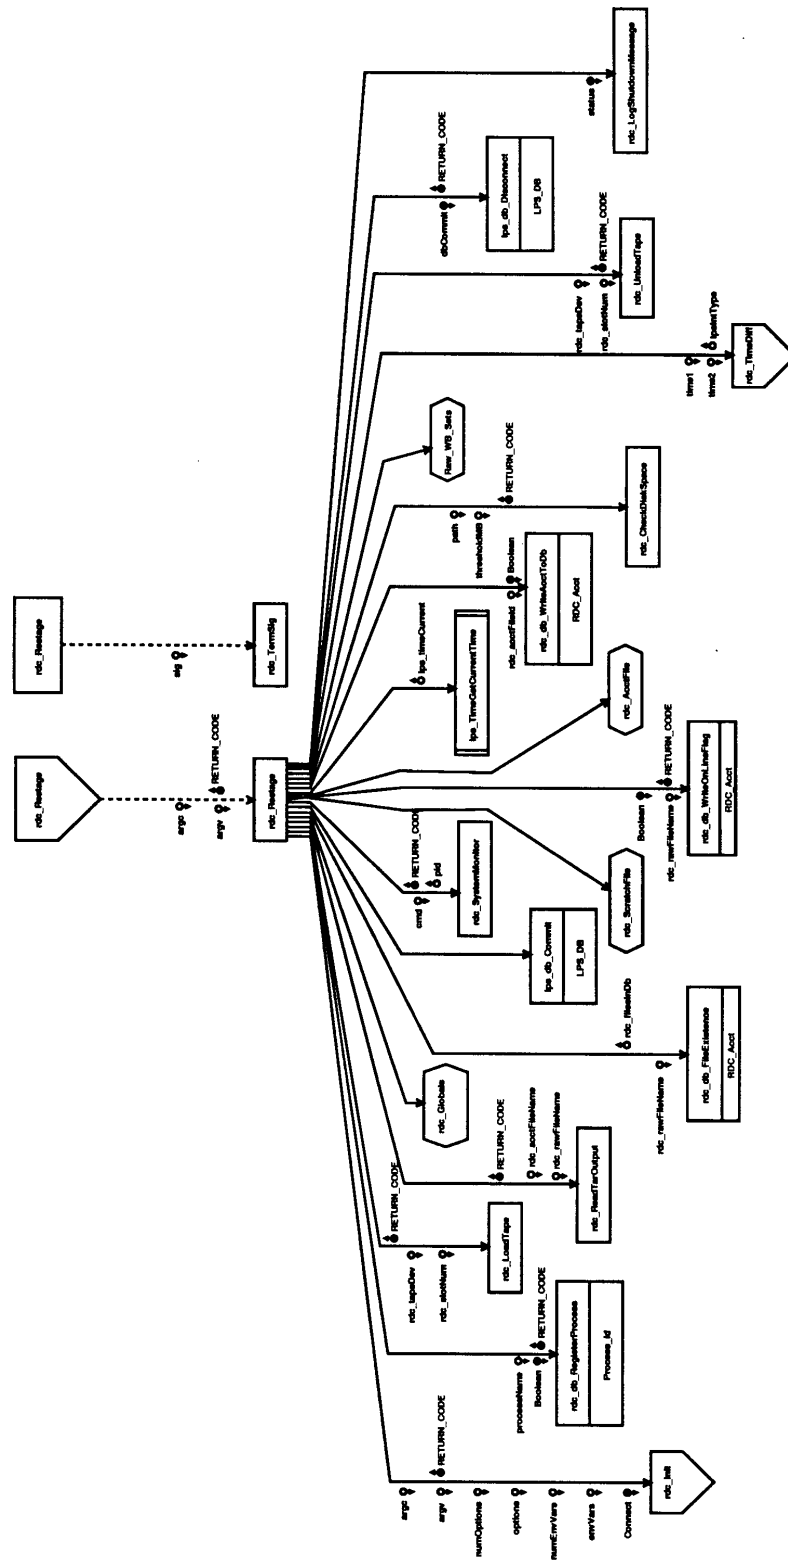 rdc_Restage
argc
argv
RETURN_CODE
rdc_Restage
rdc_Restage
sig
rdc_TermSig
argc
argv
numOptions
options
numEnvVars
envVars
Connect
RETURN_CODE
rdc_Init
processName
Boolean
RETURN_CODE
rdc_db_RegisterProcess
Process_Id
rdc_tapeDev
rdc_slotNum
RETURN_CODE
rdc_LoadTape
RETURN_CODE
rdc_acctFileName
rdc_rawFileName
rdc_ReadTarOutput
rdc_Globals
rdc_rawFileName
rdc_filesInDb
rdc_db_FileExistence
RDC_Acct
lps_db_Commit
LPS_DB
cmd
RETURN_CODE
pid
rdc_SystemMonitor
rdc_ScratchFile
Boolean
rdc_rawFileName
RETURN_CODE
rdc_db_WriteOnLineFlag
RDC_Acct
rdc_AcctFile
lps_timeCurrent
lps_TimeGetCurrentTime
rdc_acctFileId
Boolean
rdc_db_WriteAcctToDb
RDC_Acct
path
thresholdMB
RETURN_CODE
rdc_CheckDiskSpace
Raw_WB_Sets
time1
time2
lpsIntType
rdc_TimeDiff
rdc_tapeDev
rdc_slotNum
RETURN_CODE
rdc_UnloadTape
dbCommit
RETURN_CODE
lps_db_Disconnect
LPS_DB
status
rdc_LogShutdownMessage